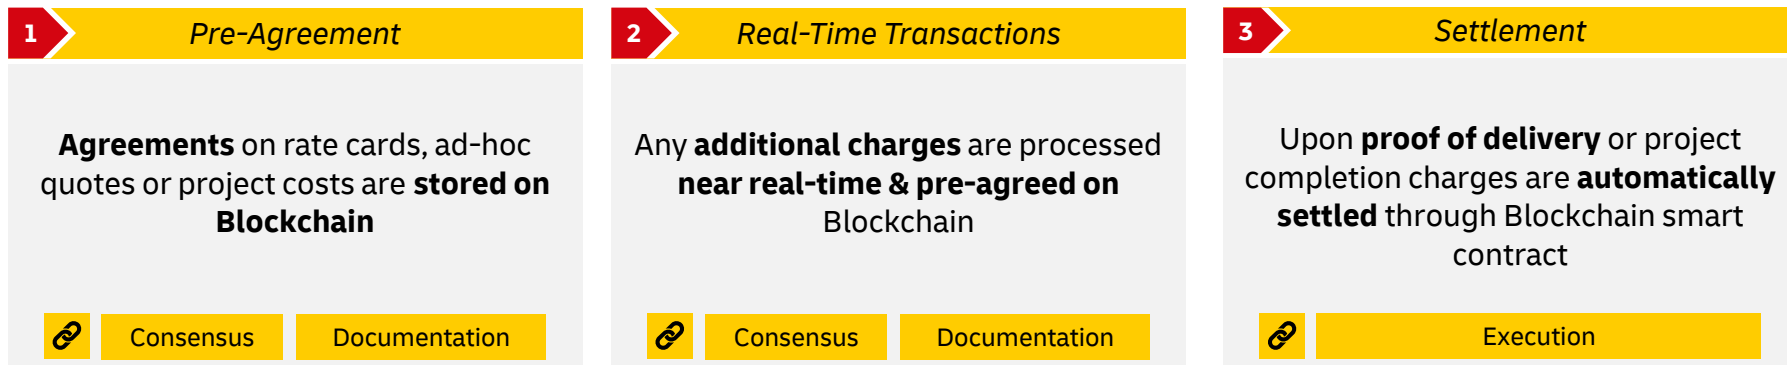 1
Pre-Agreement
Agreements on rate cards, ad-hoc
quotes or project costs are stored on
Blockchain
Consensus
Documentation
2
Real-Time Transactions
Any additional charges are processed
near real-time & pre-agreed on
Blockchain
Consensus
Documentation
3
Settlement
Upon proof of delivery or project
completion charges are automatically
settled through Blockchain smart
contract
Execution